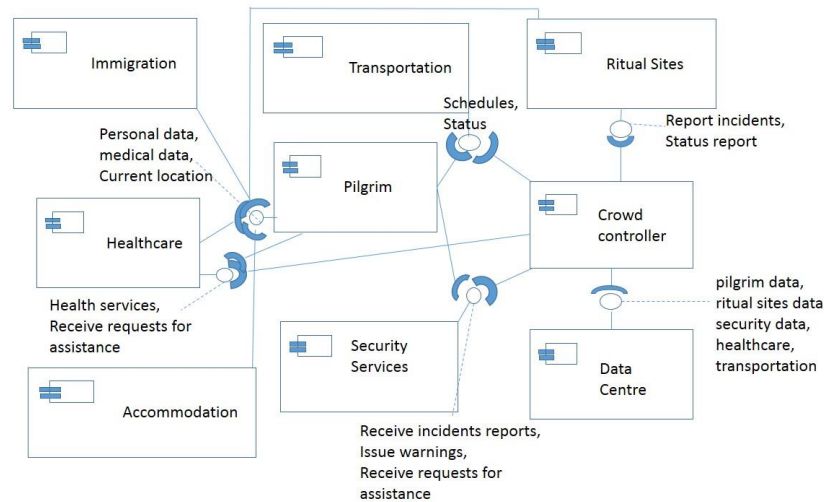 Immigration
Transportation
Ritual Sites
Schedules,
Status
Report incidents,
Status report
Personal data,
medical data,
Current location
Pilgrim
Healthcare
Crowd
controller
Health services,
Receive requests for
assistance
pilgrim data,
ritual sites data
security data,
healthcare,
transportation
Security
Services
Data
Centre
Accommodation
Receive incidents reports,
Issue warnings,
Receive requests for
assistance